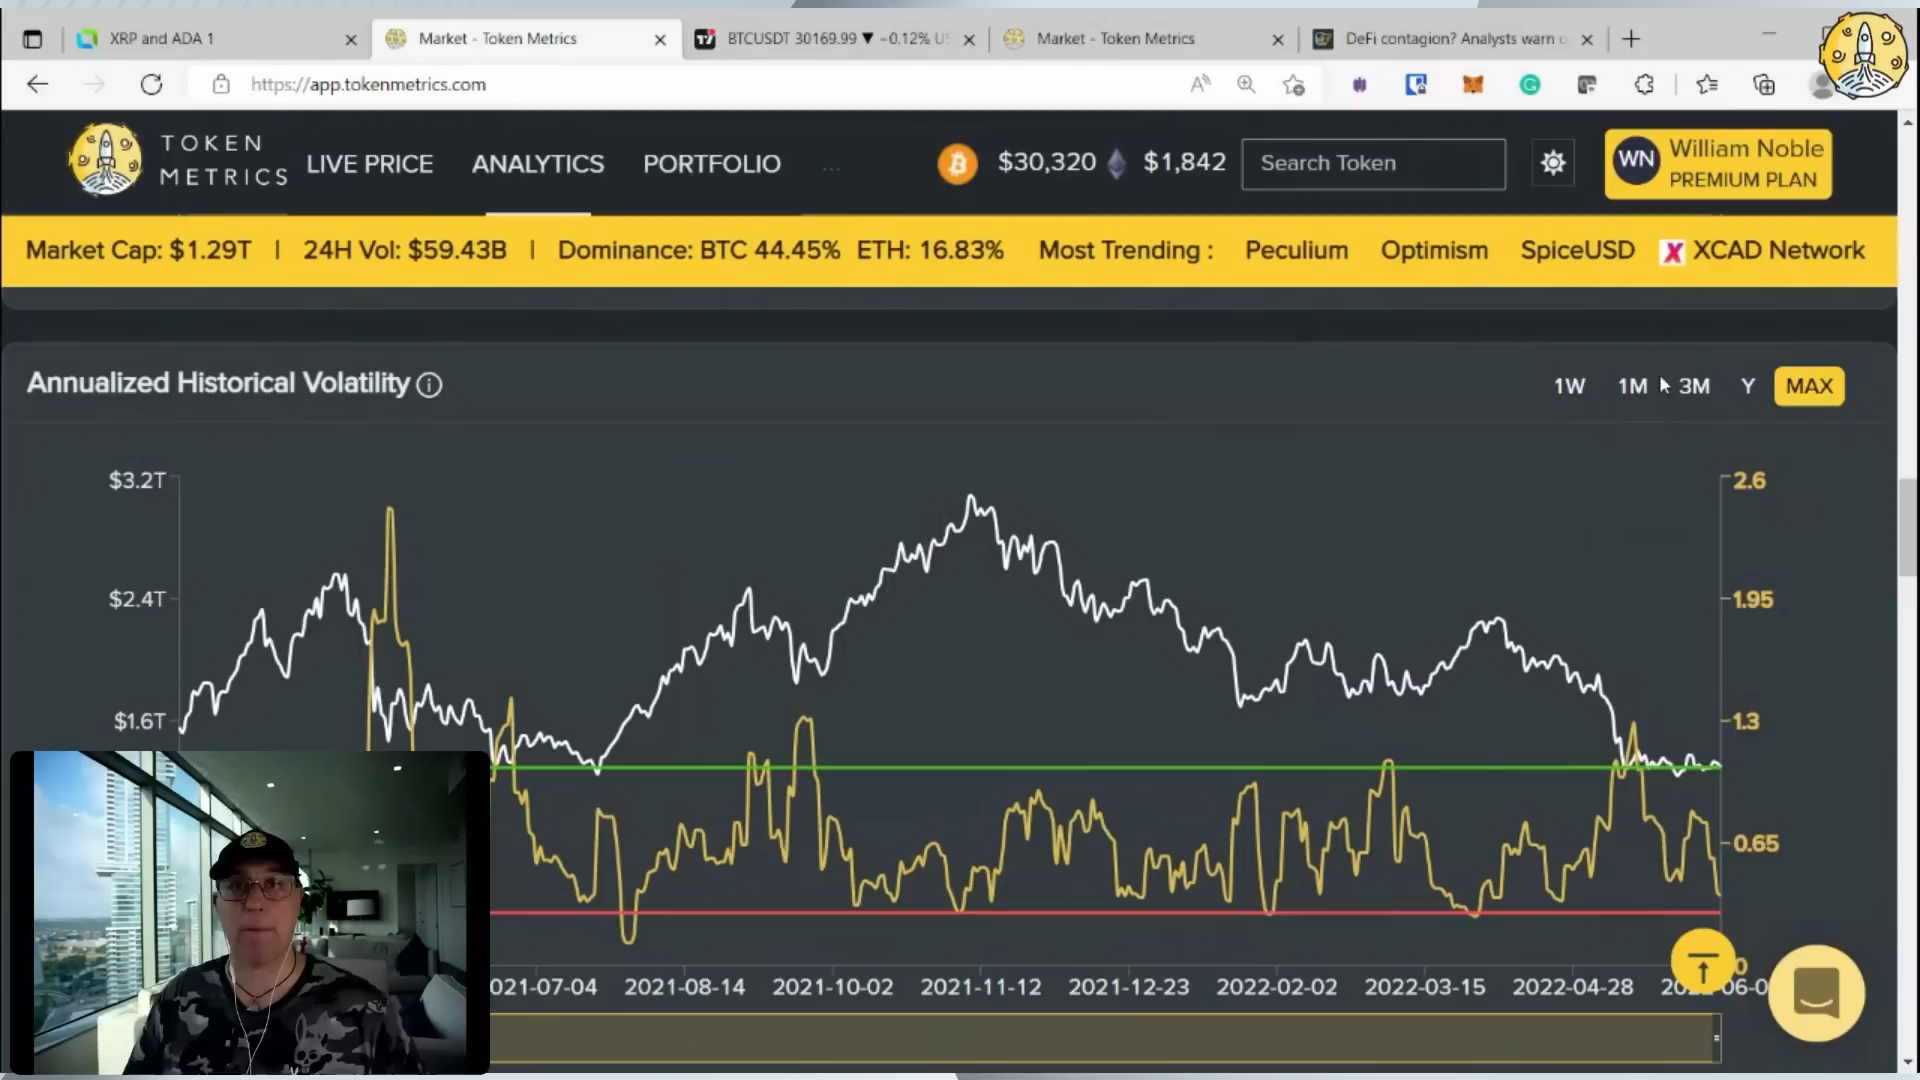 XRP and ADA 1
Market - Token Metrics
BTCUSDT 30169.99 ▼ −0.12%
Market - Token Metrics
DeFi contagion? Analysts warn
https://app.tokenmetrics.com
TOKEN METRICS
LIVE PRICE
ANALYTICS
PORTFOLIO
...
$30,320
$1,842
Search Token
WN
William Noble
PREMIUM PLAN
Market Cap: $1.29T | 24H Vol: $59.43B | Dominance: BTC 44.45% ETH: 16.83% Most Trending : Peculium Optimism SpiceUSD XCAD Network
Annualized Historical Volatility
1W 1M 3M Y MAX
$3.2T
2.6
$2.4T
1.95
$1.6T
1.3
0.65
0
021-07-04 2021-08-14 2021-10-02 2021-11-12 2021-12-23 2022-02-02 2022-03-15 2022-04-28